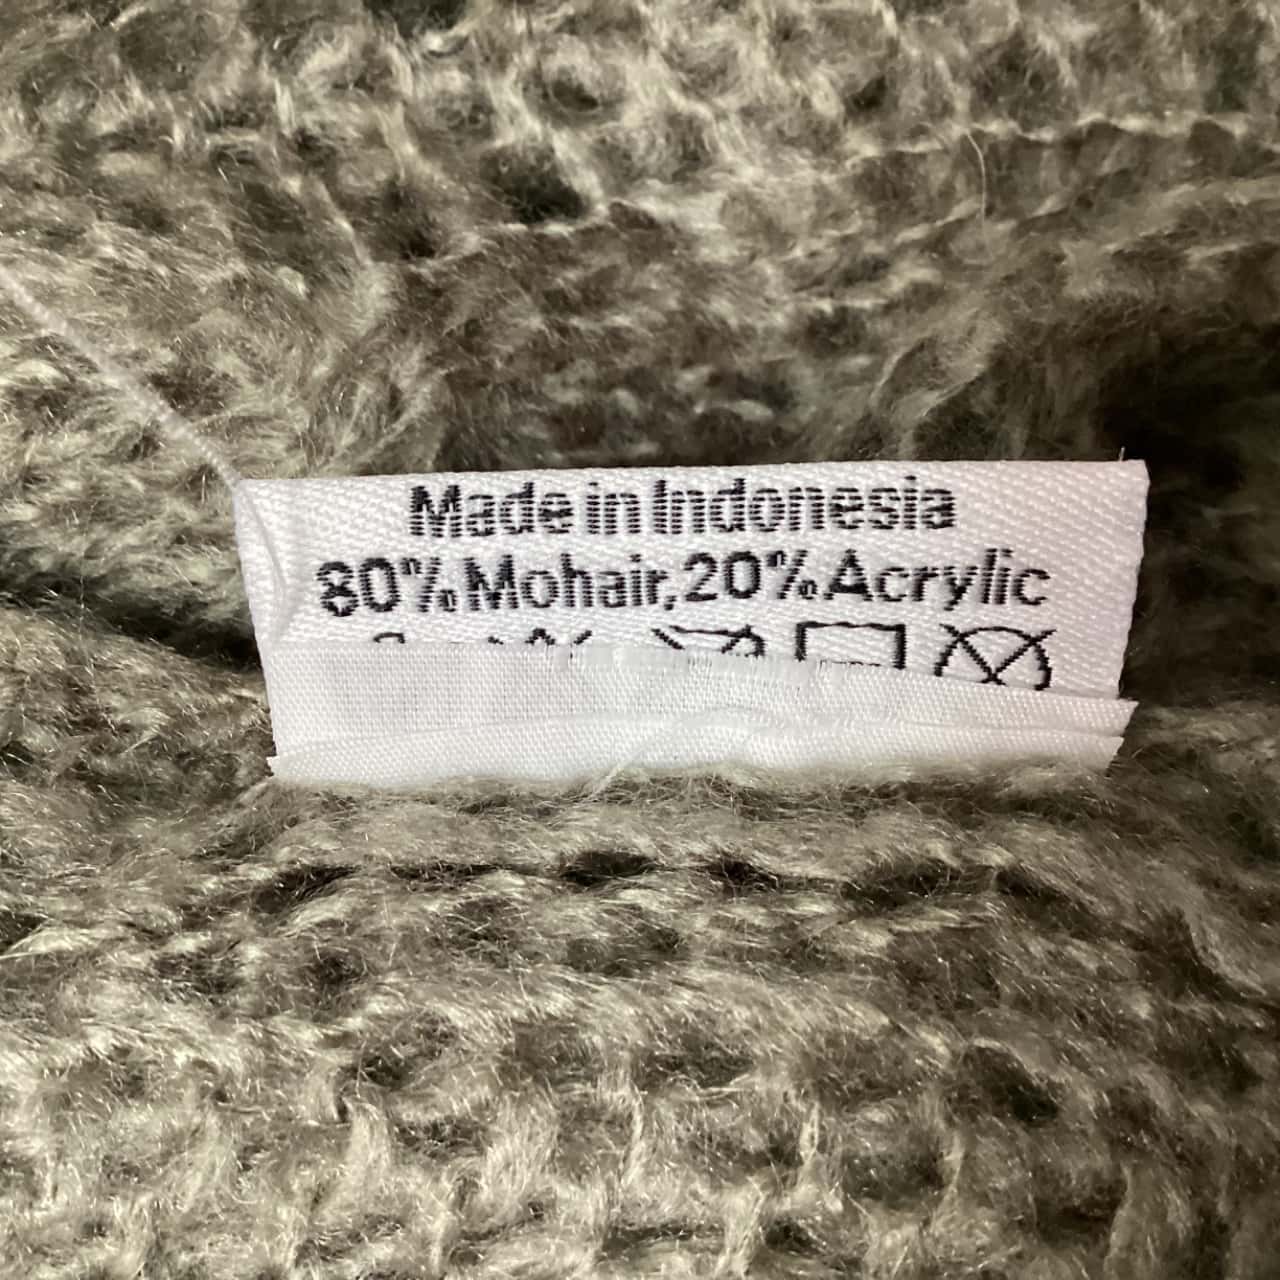 Made in Indonesia
80% Mohair, 20% Acrylic